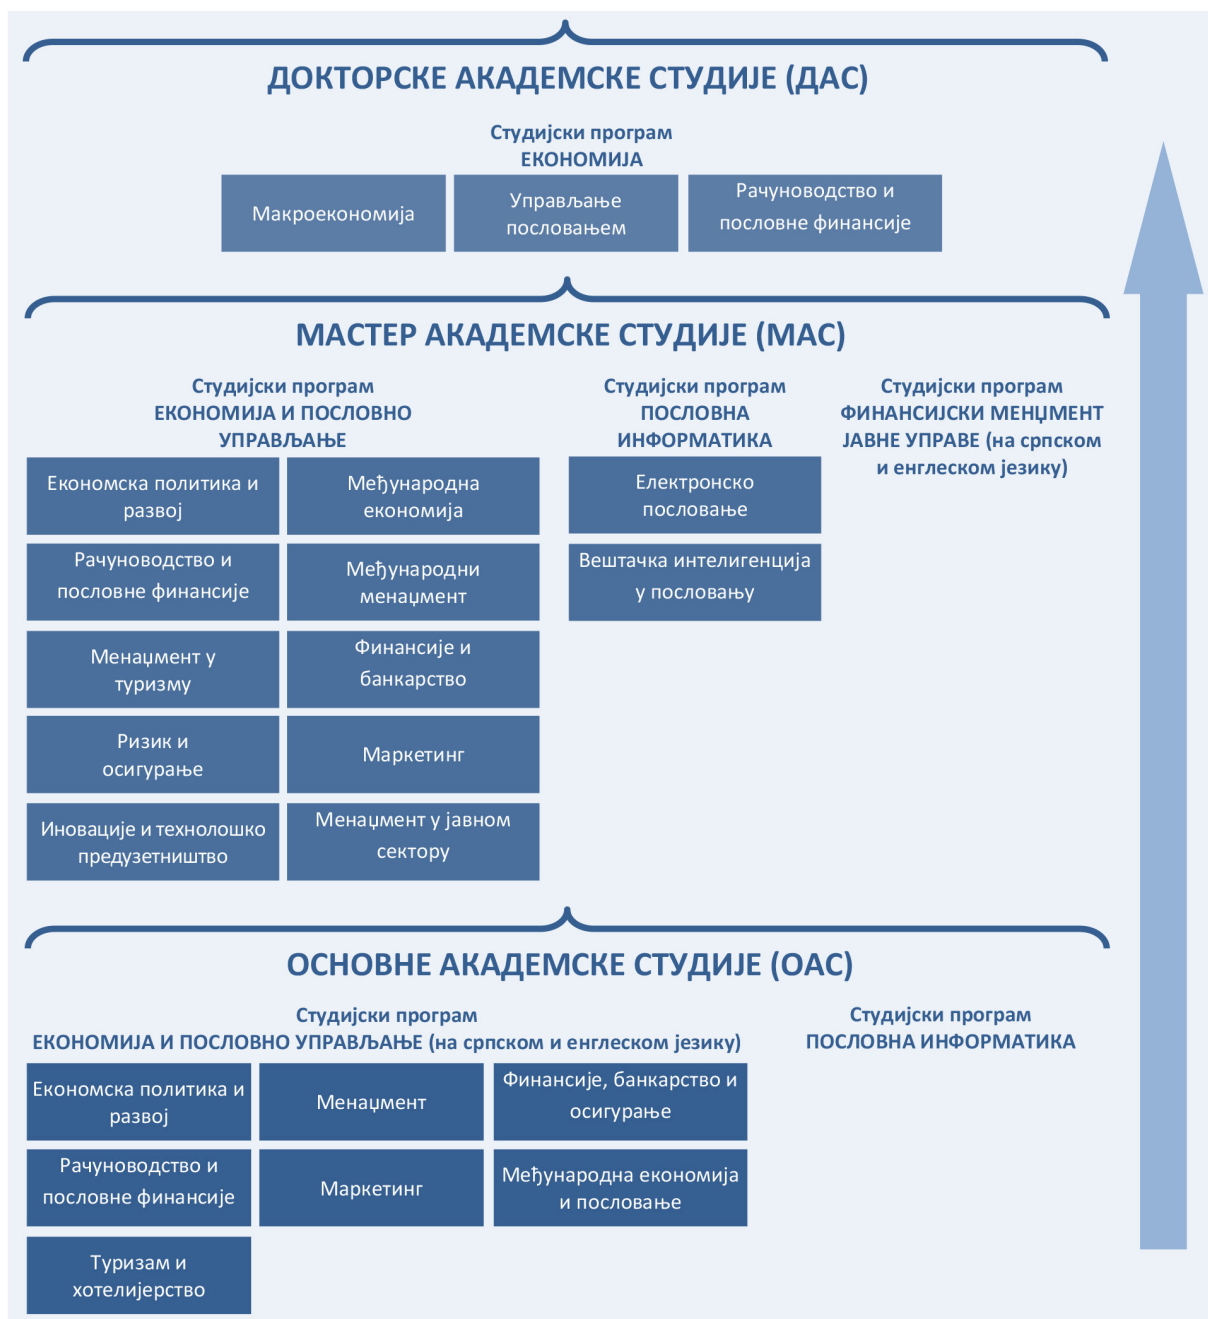 ДОКТОРСКЕ АКАДЕМСКЕ СТУДИЈЕ (ДАС)
Студијски програм
ЕКОНОМИЈА
Макроекономија
Управљање
пословањем
Рачуноводство и
пословне финансије
МАСТЕР АКАДЕМСКЕ СТУДИЈЕ (МАС)
Студијски програм
ЕКОНОМИЈА И ПОСЛОВНО
УПРАВЉАЊЕ
Економска политика и
развој
Међународна
економија
Рачуноводство и
пословне финансије
Међународни
менаџмент
Менаџмент у
туризму
Финансије и
банкарство
Ризик и
осигурање
Маркетинг
Иновације и технолошко
предузетништво
Менаџмент у јавном
сектору
Студијски програм
ПОСЛОВНА
ИНФОРМАТИКА
Електронско
пословање
Вештачка интелигенција
у пословању
Студијски програм
ФИНАНСИЈСКИ МЕНЏМЕНТ
ЈАВНЕ УПРАВЕ (на српском
и енглеском језику)
ОСНОВНЕ АКАДЕМСКЕ СТУДИЈЕ (ОАС)
Студијски програм
ЕКОНОМИЈА И ПОСЛОВНО УПРАВЉАЊЕ (на српском и енглеском језику)
Економска политика и
развој
Менаџмент
Финансије, банкарство и
осигурање
Рачуноводство и
пословне финансије
Маркетинг
Међународна економија
и пословање
Туризам и
хотелијерство
Студијски програм
ПОСЛОВНА ИНФОРМАТИКА